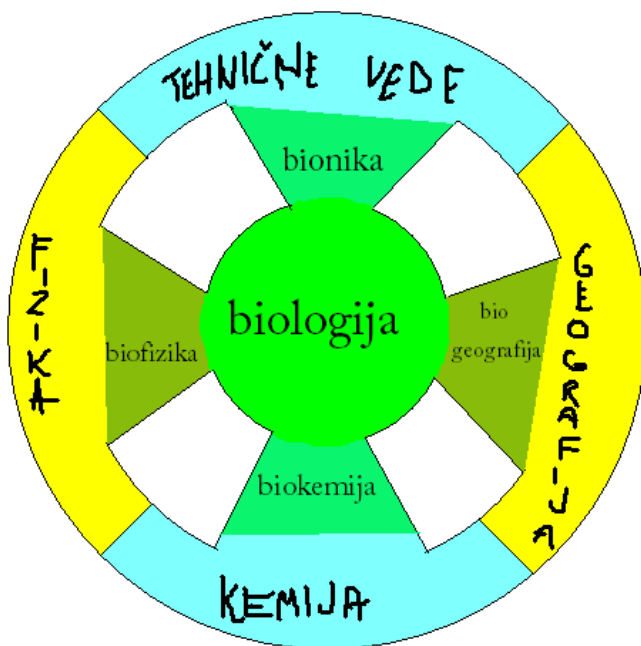 TEHNIČNE VEDE
bionika
FIZIKA
biofizika
biologija
bio
geografija
GEOGRAFIJA
biokemija
KEMIJA